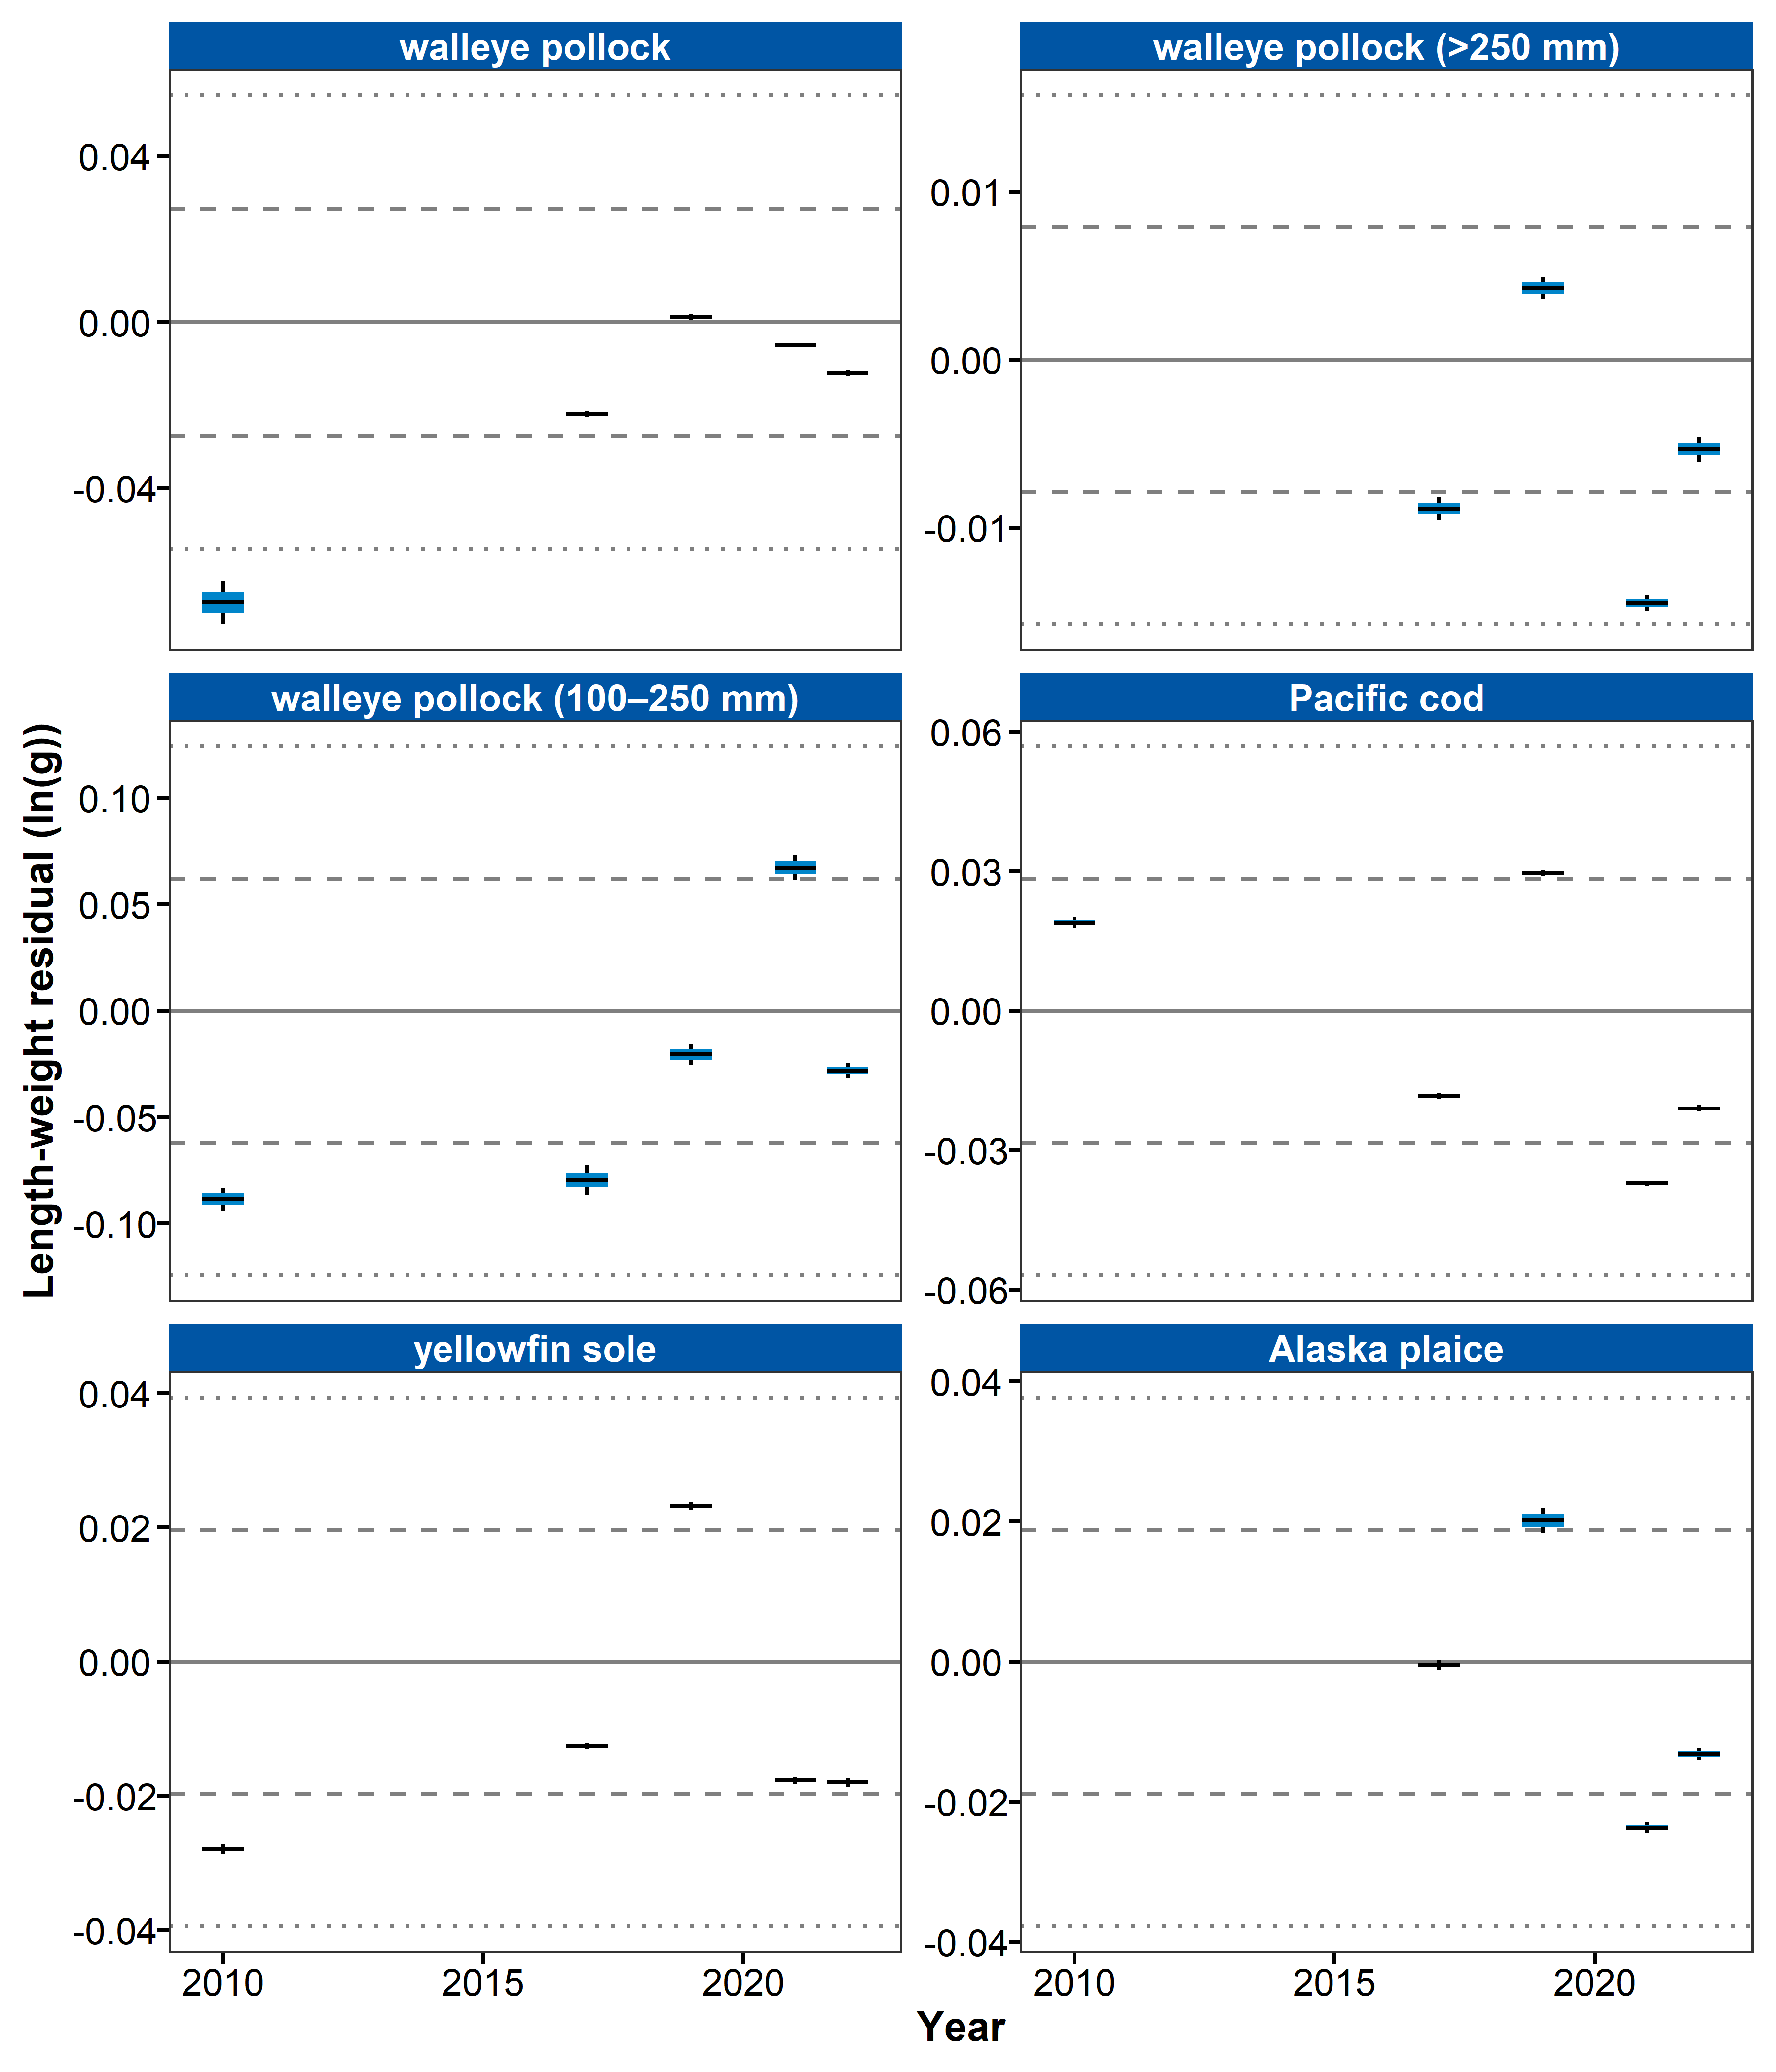 walleye pollock
walleye pollock (>250 mm)
0.04
0.00
-0.04
0.01
0.00
-0.01
walleye pollock (100–250 mm)
Pacific cod
0.10
0.05
0.00
-0.05
-0.10
0.06
0.03
0.00
-0.03
-0.06
Length-weight residual (ln(g))
yellowfin sole
Alaska plaice
0.04
0.02
0.00
-0.02
-0.04
0.04
0.02
0.00
-0.02
-0.04
2010 2015 2020
2010 2015 2020
Year